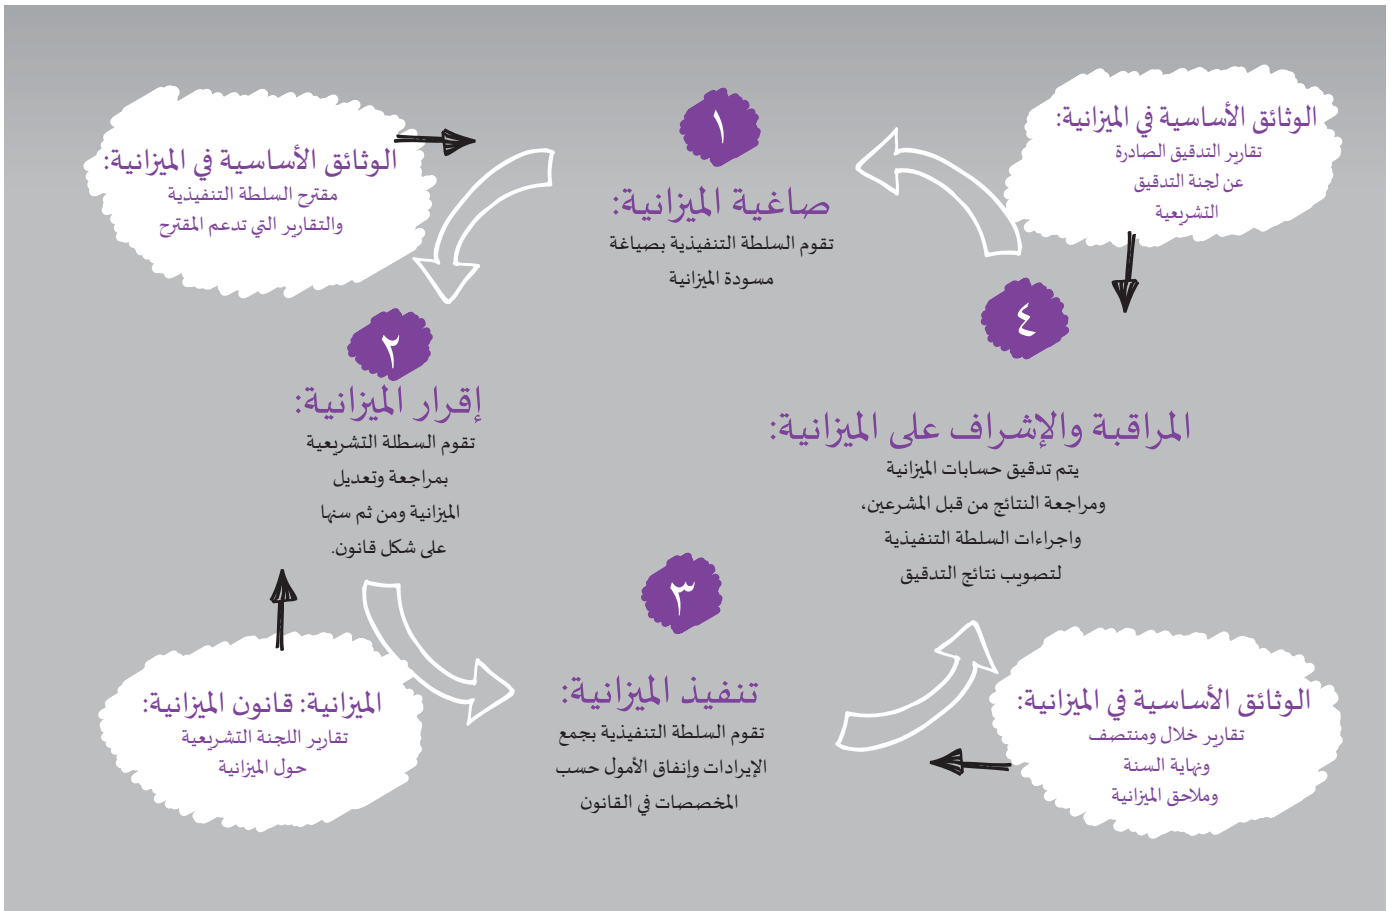 ١
صاغية الميزانية:
تقوم السلطة التنفيذية بصياغة
مسودة الميزانية
الوثائق الأساسية في الميزانية:
مقترح السلطة التنفيذية
والتقارير التي تدعم المقترح
٢
إقرار الميزانية:
تقوم السطلة التشريعية
بمراجعة وتعديل
الميزانية ومن ثم سنها
على شكل قانون.
الميزانية: قانون الميزانية:
تقارير اللجنة التشريعية
حول الميزانية
٣
تنفيذ الميزانية:
تقوم السلطة التنفيذية بجمع
الإيرادات وإنفاق الأمول حسب
المخصصات في القانون
الوثائق الأساسية في الميزانية:
تقارير خلال ومنتصف
ونهاية السنة
وملاحق الميزانية
٤
المراقبة والإشراف على الميزانية:
يتم تدقيق حسابات الميزانية
ومراجعة النتائج من قبل المشرعين،
واجراءات السلطة التنفيذية
لتصويب نتائج التدقيق
الوثائق الأساسية في الميزانية:
تقارير التدقيق الصادرة
عن لجنة التدقيق
التشريعية